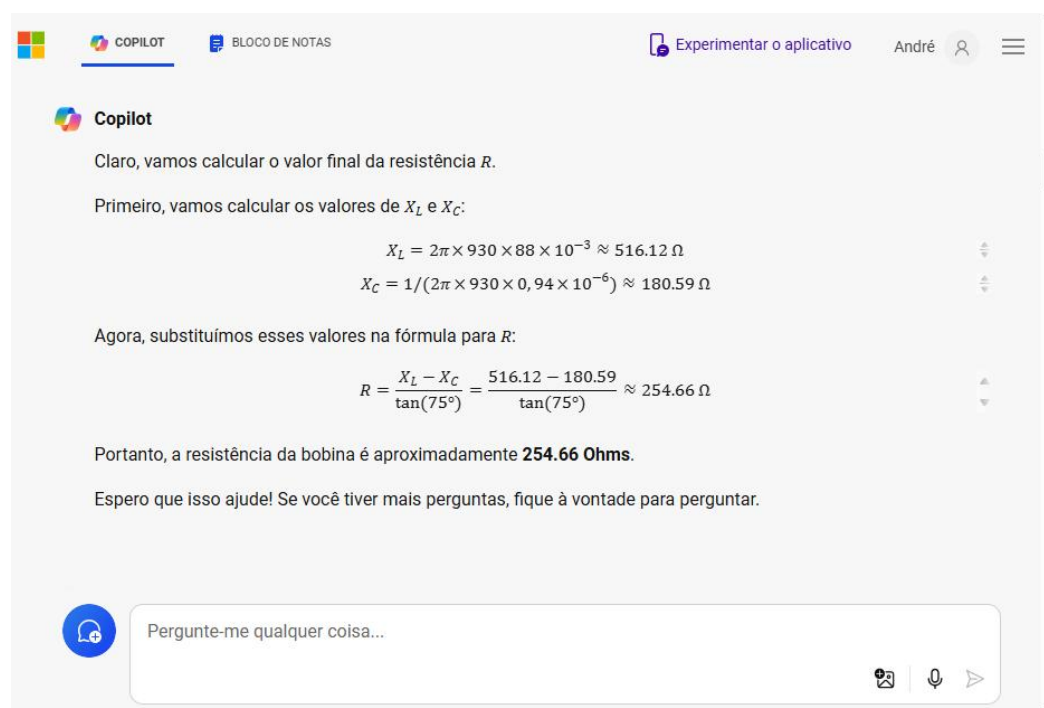 COPILOT
BLOCO DE NOTAS
Experimentar o aplicativo
André
Copilot
Claro, vamos calcular o valor final da resistência R.
Primeiro, vamos calcular os valores de X_L e X_C:
X_L = 2π × 930 × 88 × 10^−3 ≈ 516.12 Ω
X_C = 1/(2π × 930 × 0,94 × 10^−6) ≈ 180.59 Ω
Agora, substituímos esses valores na fórmula para R:
R = (X_L − X_C)/tan(75°) = (516.12 − 180.59)/tan(75°) ≈ 254.66 Ω
Portanto, a resistência da bobina é aproximadamente 254.66 Ohms.
Espero que isso ajude! Se você tiver mais perguntas, fique à vontade para perguntar.
Pergunte-me qualquer coisa...